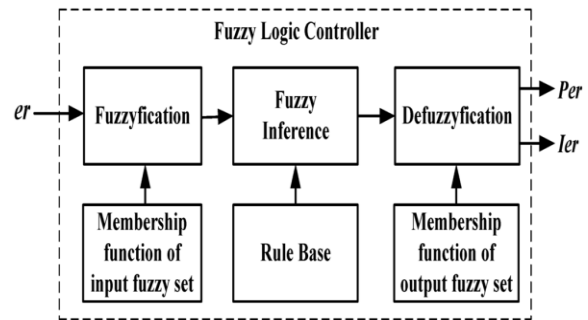 Fuzzy Logic Controller
er
Fuzzyfication
Fuzzy
Inference
Defuzzyfication
Per
Ier
Membership
function of
input fuzzy set
Rule Base
Membership
function of
output fuzzy set